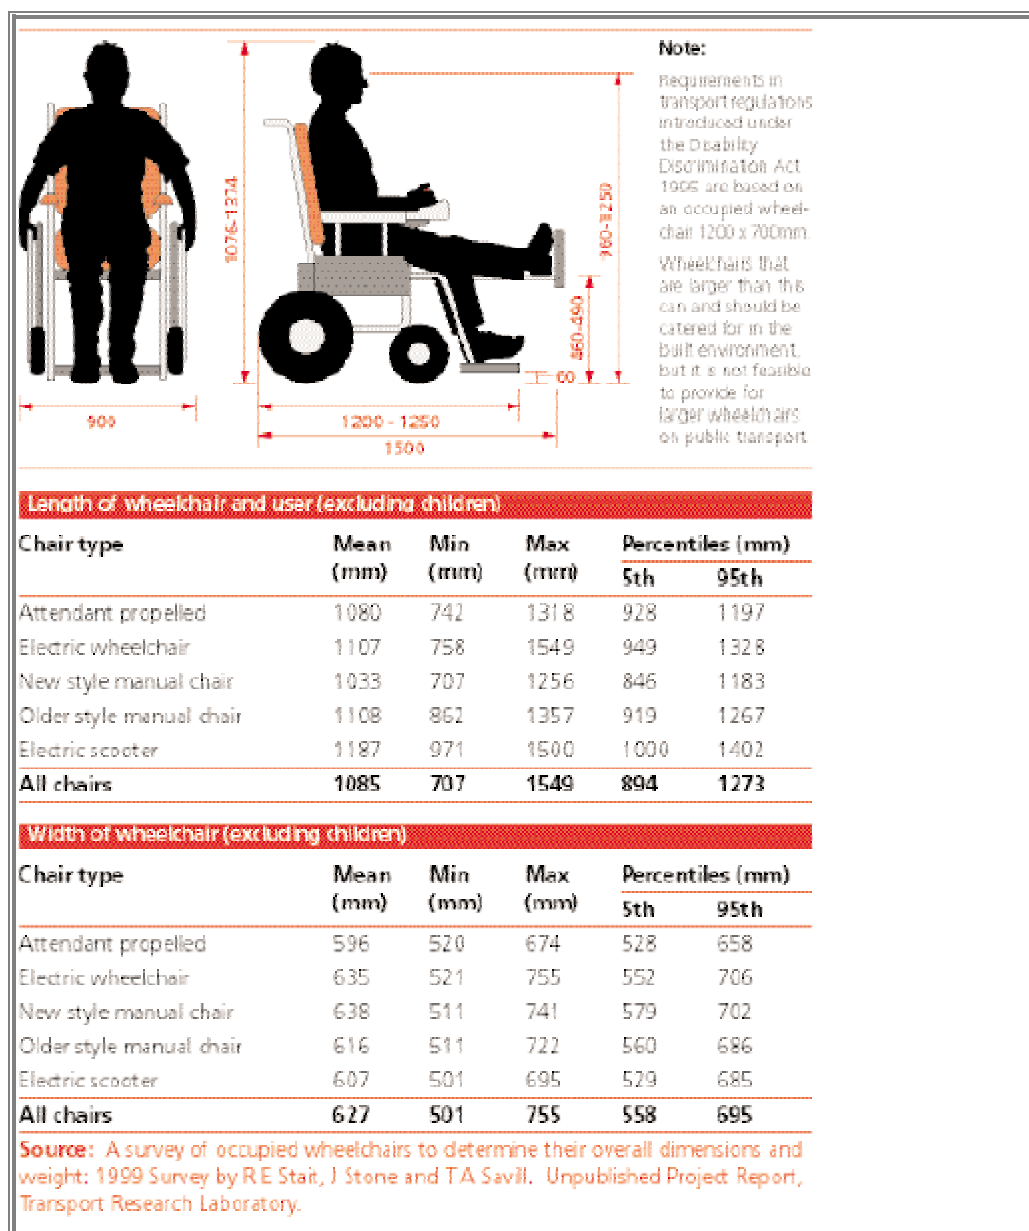 Note:
Requirements in
transport regulations
introduced under
the Disability
Discrimination Act
1995 are based on
an occupied wheel-
chair 1200 x 700mm.
Wheelchairs that
are larger than this
can and should be
catered for in the
built environment,
but it is not feasible
to provide for
larger wheelchairs
on public transport
1076-1374
960-1250
460-490
60
900
1200 - 1250
1500
Length of wheelchair and user (excluding children)
Chair type Mean Min Max Percentiles (mm)
(mm) (mm) (mm) 5th 95th
Attendant propelled 1080 742 1318 928 1197
Electric wheelchair 1107 758 1549 949 1328
New style manual chair 1033 707 1256 846 1183
Older style manual chair 1108 862 1357 919 1267
Electric scooter 1187 971 1500 1000 1402
All chairs 1085 707 1549 894 1273
Width of wheelchair (excluding children)
Chair type Mean Min Max Percentiles (mm)
(mm) (mm) (mm) 5th 95th
Attendant propelled 596 520 674 528 658
Electric wheelchair 635 521 755 552 706
New style manual chair 638 511 741 579 702
Older style manual chair 616 511 722 560 686
Electric scooter 607 501 695 529 685
All chairs 627 501 755 558 695
Source: A survey of occupied wheelchairs to determine their overall dimensions and
weight: 1999 Survey by R E Stait, J Stone and T A Savill. Unpublished Project Report,
Transport Research Laboratory.